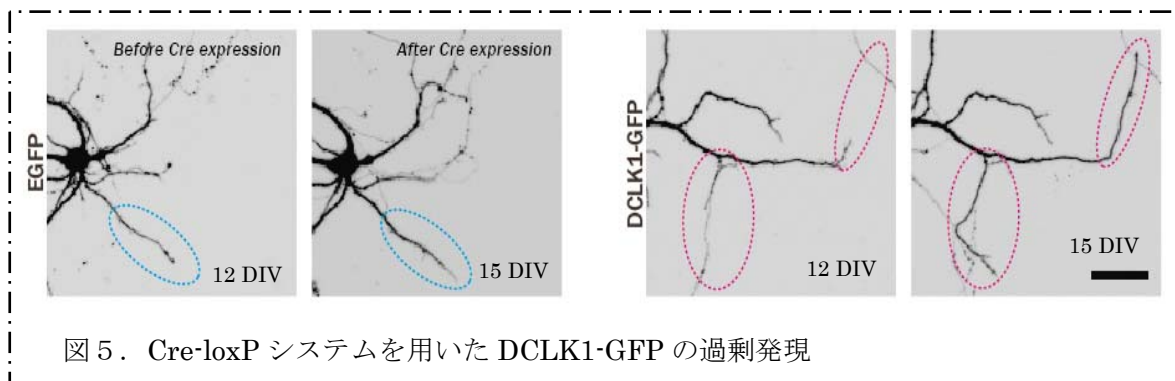 Before Cre expression
After Cre expression
EGFP
12 DIV
15 DIV
DCLK1-GFP
12 DIV
15 DIV
図５．Cre-loxP システムを用いた DCLK1-GFP の過剰発現